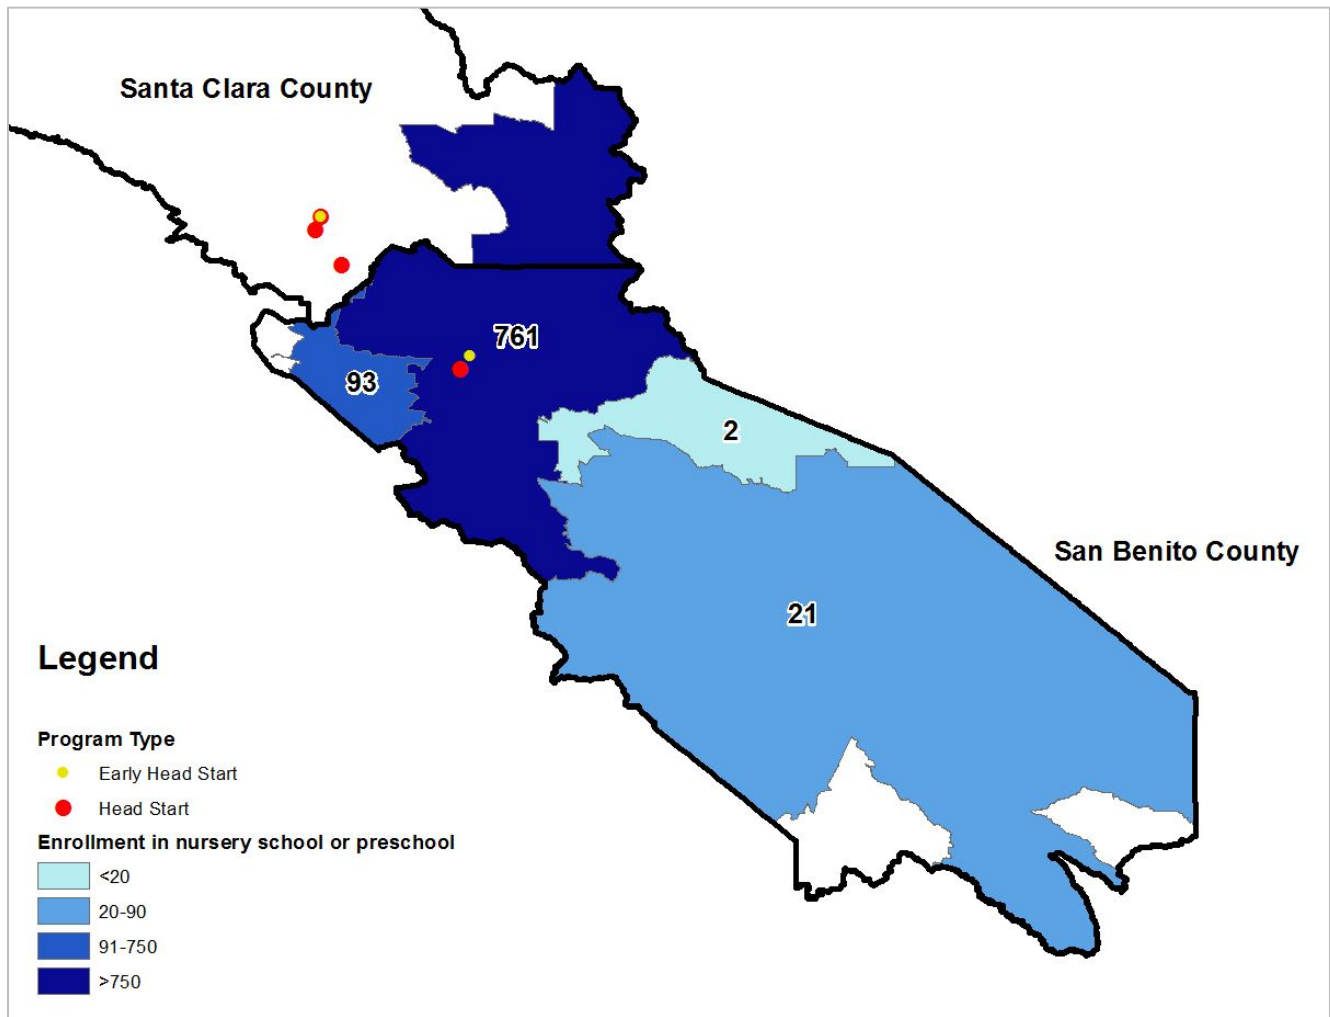 Santa Clara County
761
93
2
San Benito County
21
Legend
Program Type
Early Head Start
Head Start
Enrollment in nursery school or preschool
<20
20-90
91-750
>750